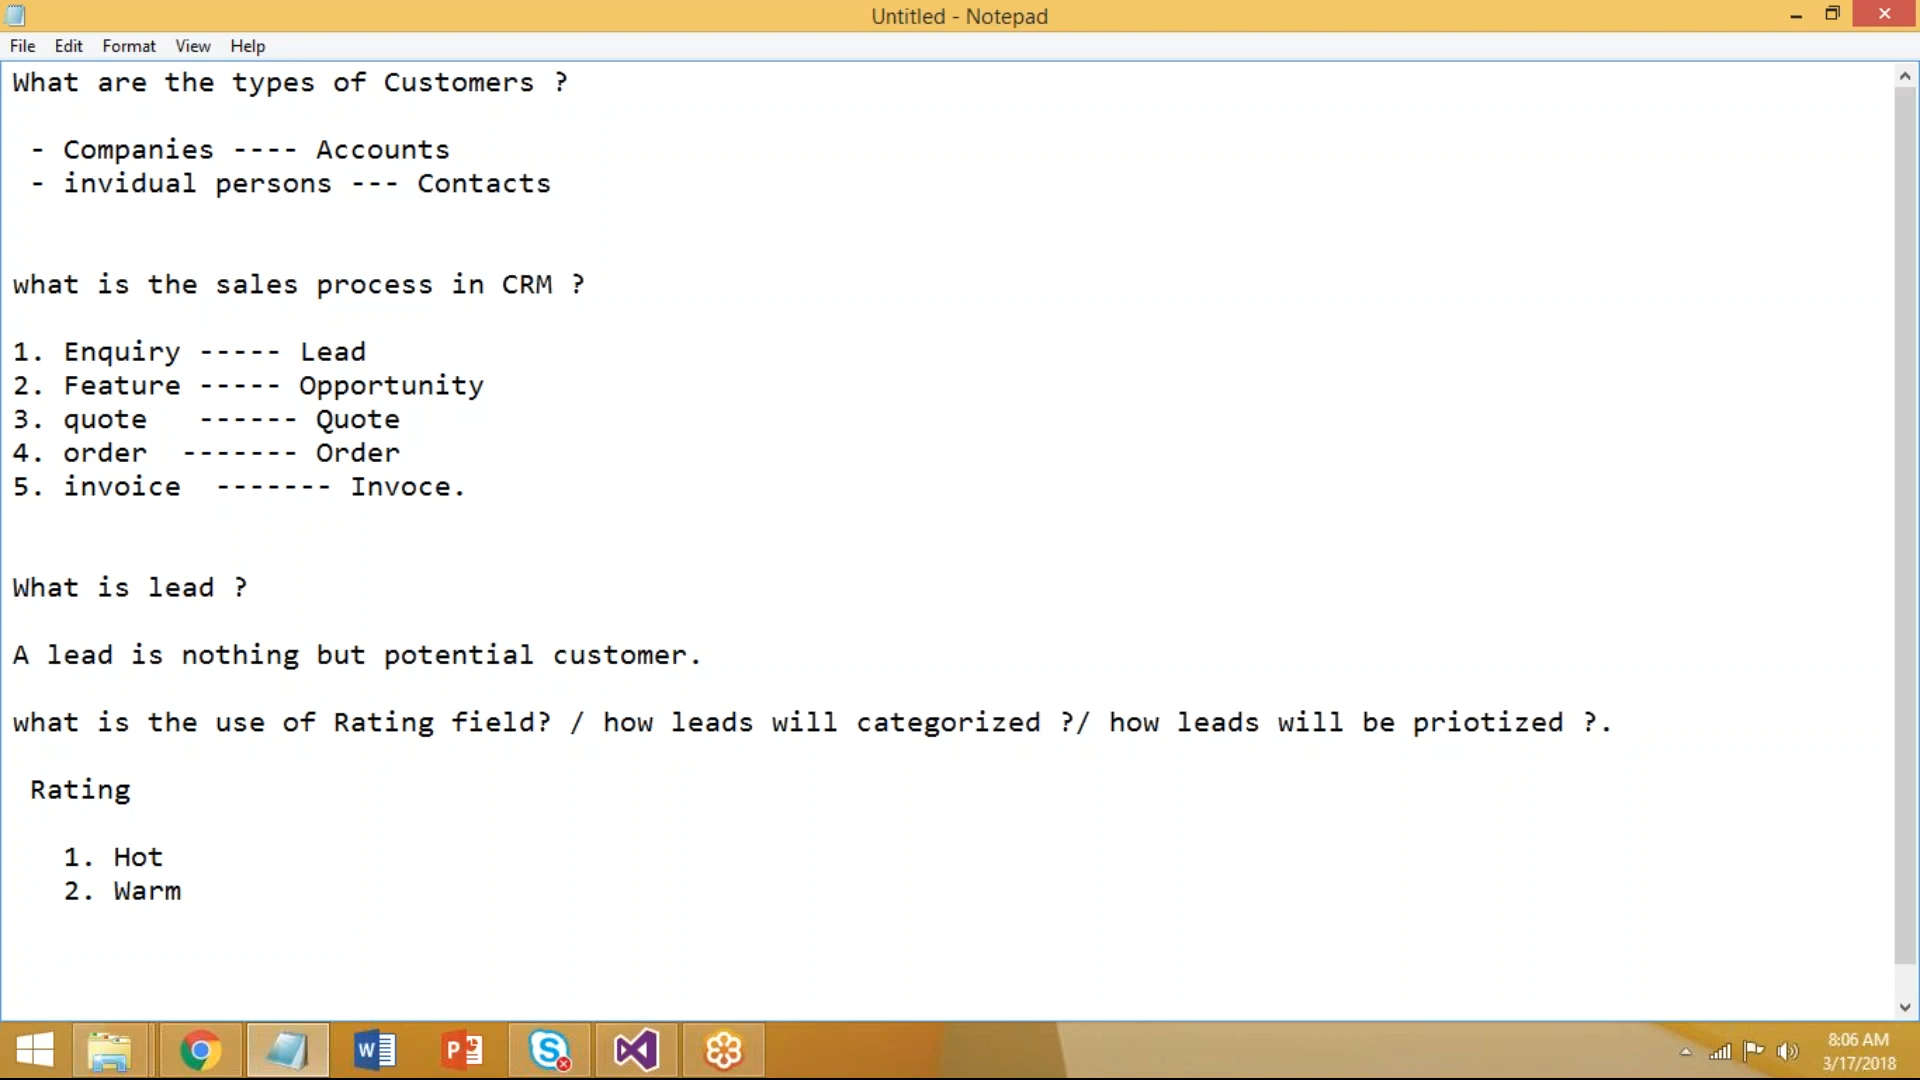 Untitled - Notepad
File Edit Format View Help
What are the types of Customers ?
- Companies ---- Accounts
- invidual persons --- Contacts
what is the sales process in CRM ?
1. Enquiry ----- Lead
2. Feature ----- Opportunity
3. quote ------ Quote
4. order ------- Order
5. invoice ------- Invoce.
What is lead ?
A lead is nothing but potential customer.
what is the use of Rating field? / how leads will categorized ?/ how leads will be priotized ?.
Rating
1. Hot
2. Warm
8:06 AM
3/17/2018